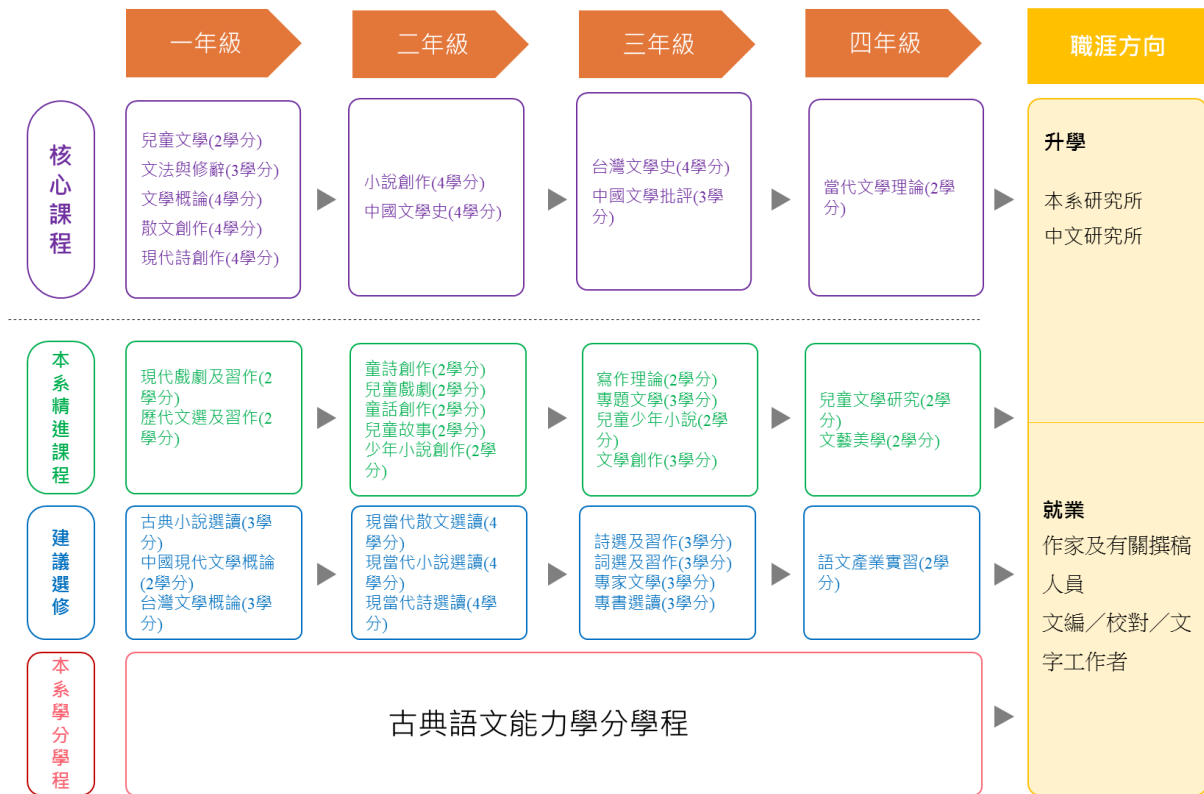 一年級
二年級
三年級
四年級
職涯方向
核心課程
兒童文學(2學分)
文法與修辭(3學分)
文學概論(4學分)
散文創作(4學分)
現代詩創作(4學分)
小說創作(4學分)
中國文學史(4學分)
台灣文學史(4學分)
中國文學批評(3學
分)
當代文學理論(2學
分)
升學
本系研究所
中文研究所
本系精進課程
現代戲劇及習作(2
學分)
歷代文選及習作(2
學分)
童詩創作(2學分)
兒童戲劇(2學分)
童話創作(2學分)
兒童故事(2學分)
少年小說創作(2學
分)
寫作理論(2學分)
專題文學(3學分)
兒童少年小說(2學
分)
文學創作(3學分)
兒童文學研究(2學
分)
文藝美學(2學分)
建議選修
古典小說選讀(3學
分)
中國現代文學概論
(2學分)
台灣文學概論(3學
分)
現當代散文選讀(4
學分)
現當代小說選讀(4
學分)
現當代詩選讀(4學
分)
詩選及習作(3學分)
詞選及習作(3學分)
專家文學(3學分)
專書選讀(3學分)
語文產業實習(2學
分)
就業
作家及有關撰稿
人員
文編／校對／文
字工作者
本系學分學程
古典語文能力學分學程